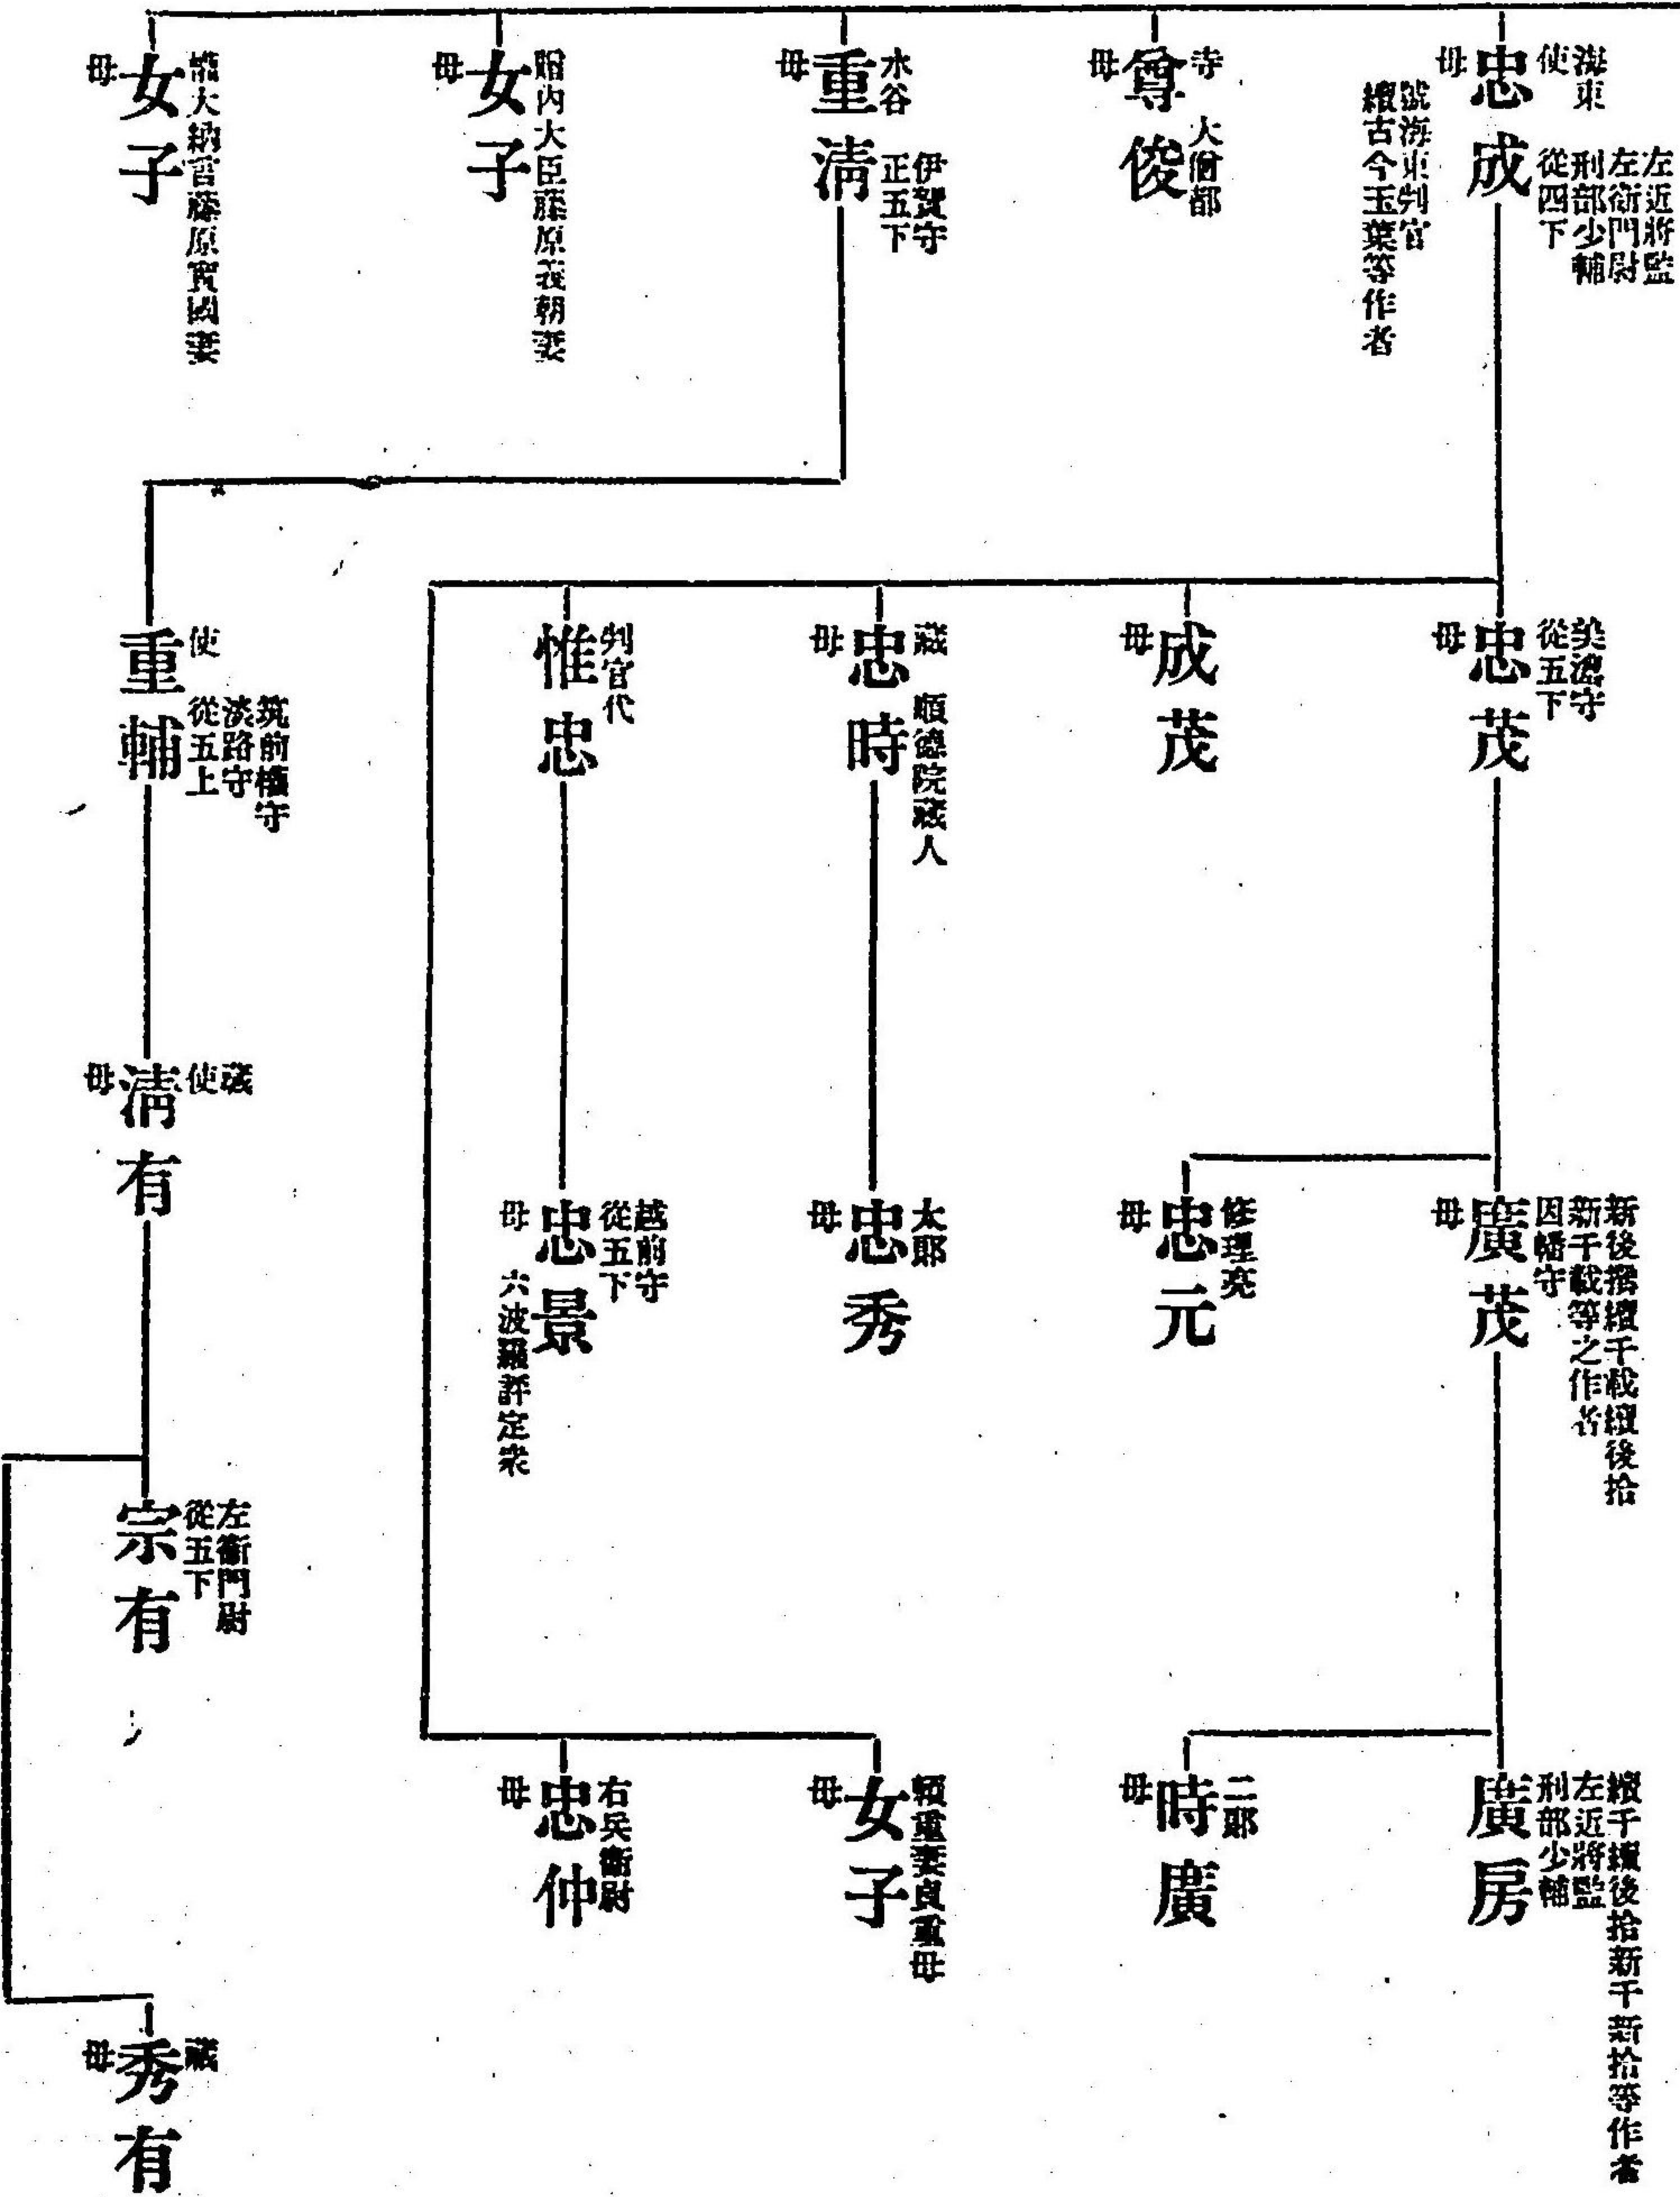 海東
使
左近將監
左衛門尉
刑部少輔
從四下
忠成
母
號海東判官
續古今玉葉等作者
寺
大僧都
尊俊
母
水谷
伊賀守
正五下
重淸
母
贈內大臣藤原義朝妻
女子
母
權大納言藤原實國妻
女子
母
美濃守
從五下
忠茂
母
成茂
母
藏
順德院藏人
忠時
母
判官代
惟忠
使
筑前權守
淡路守
從五上
重輔
新後撰續千載續後拾
新千載等之作者
因幡守
廣茂
母
修理亮
忠元
母
太郎
忠秀
母
越前守
從五下
忠景
母
六波羅評定衆
藏
使
淸有
母
左衛門尉
從五下
宗有
續千續後拾新千新拾等作者
左近將監
刑部少輔
廣房
二郎
時廣
母
賴重妻貞重母
女子
母
右兵衛尉
忠仲
母
藏
秀有
母